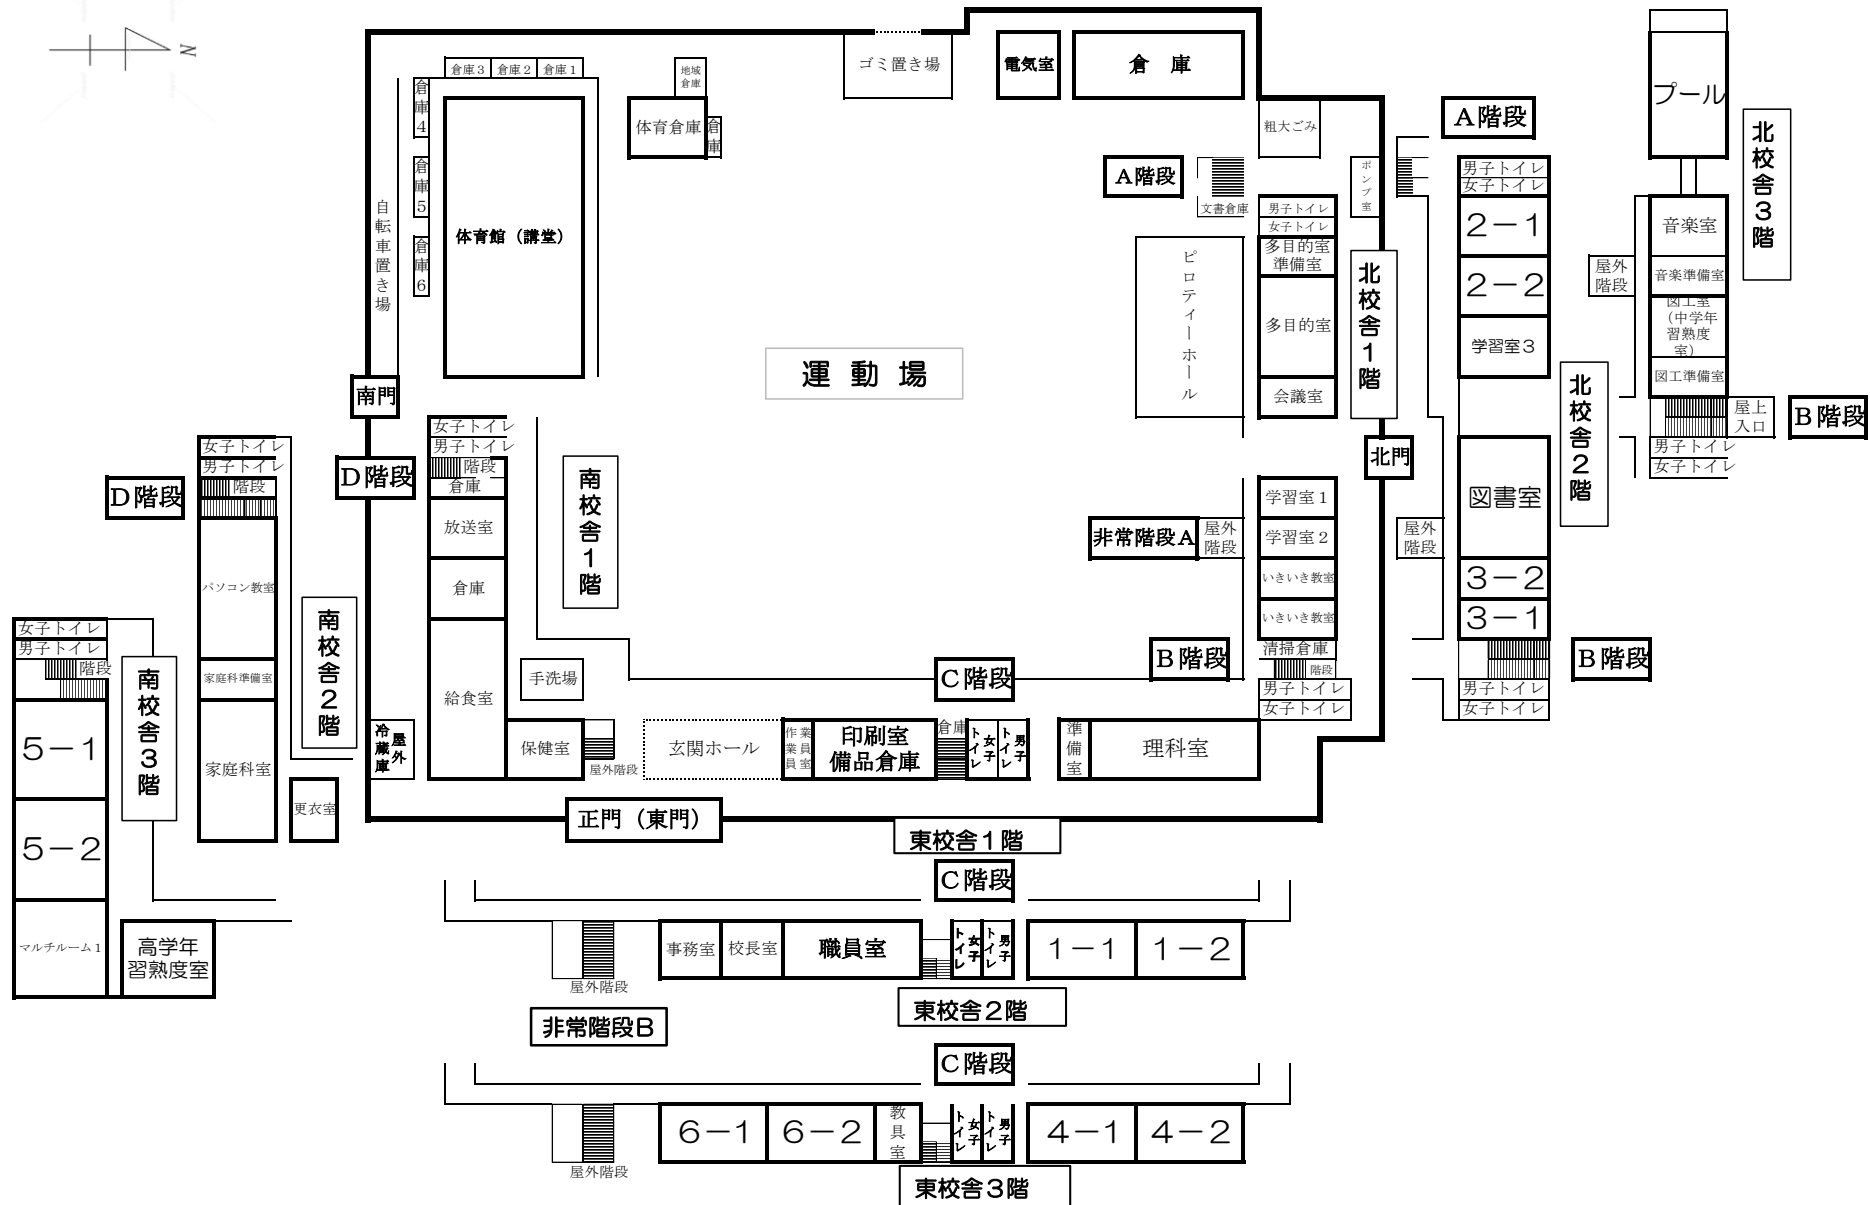 N
倉庫3
倉庫2
倉庫1
倉庫4
倉庫5
倉庫6
自転車置き場
体育館（講堂）
地域
倉庫
体育倉庫
倉庫
ゴミ置き場
電気室
倉　庫
粗大ごみ
ポンプ室
A階段
文書倉庫
男子トイレ
女子トイレ
多目的室
準備室
多目的室
会議室
ピロティーホール
運動場
北校舎1階
北門
学習室1
学習室2
いきいき教室
いきいき教室
清掃倉庫
階段
男子トイレ
女子トイレ
非常階段A
屋外
階段
B階段
A階段
男子トイレ
女子トイレ
2－1
2－2
学習室3
図書室
3－2
3－1
屋外
階段
男子トイレ
女子トイレ
B階段
北校舎2階
プール
北校舎3階
音楽室
音楽準備室
図工室
（中学年
習熟度
室）
図工準備室
屋外
階段
屋上
入口
B階段
男子トイレ
女子トイレ
南門
D階段
女子トイレ
男子トイレ
階段
倉庫
放送室
倉庫
給食室
南校舎1階
手洗場
保健室
屋外階段
屋外
冷蔵庫
玄関ホール
作業員室
業員
印刷室
備品倉庫
倉庫
女子
トイレ
男子
トイレ
C階段
準備室
理科室
正門（東門）
東校舎1階
D階段
女子トイレ
男子トイレ
階段
パソコン教室
家庭科準備室
家庭科室
更衣室
南校舎2階
女子トイレ
男子トイレ
階段
5－1
5－2
マルチルーム1
高学年
習熟度室
南校舎3階
C階段
屋外階段
事務室
校長室
職員室
女子
トイレ
男子
トイレ
1－1
1－2
東校舎2階
非常階段B
C階段
屋外階段
6－1
6－2
教具室
女子
トイレ
男子
トイレ
4－1
4－2
東校舎3階